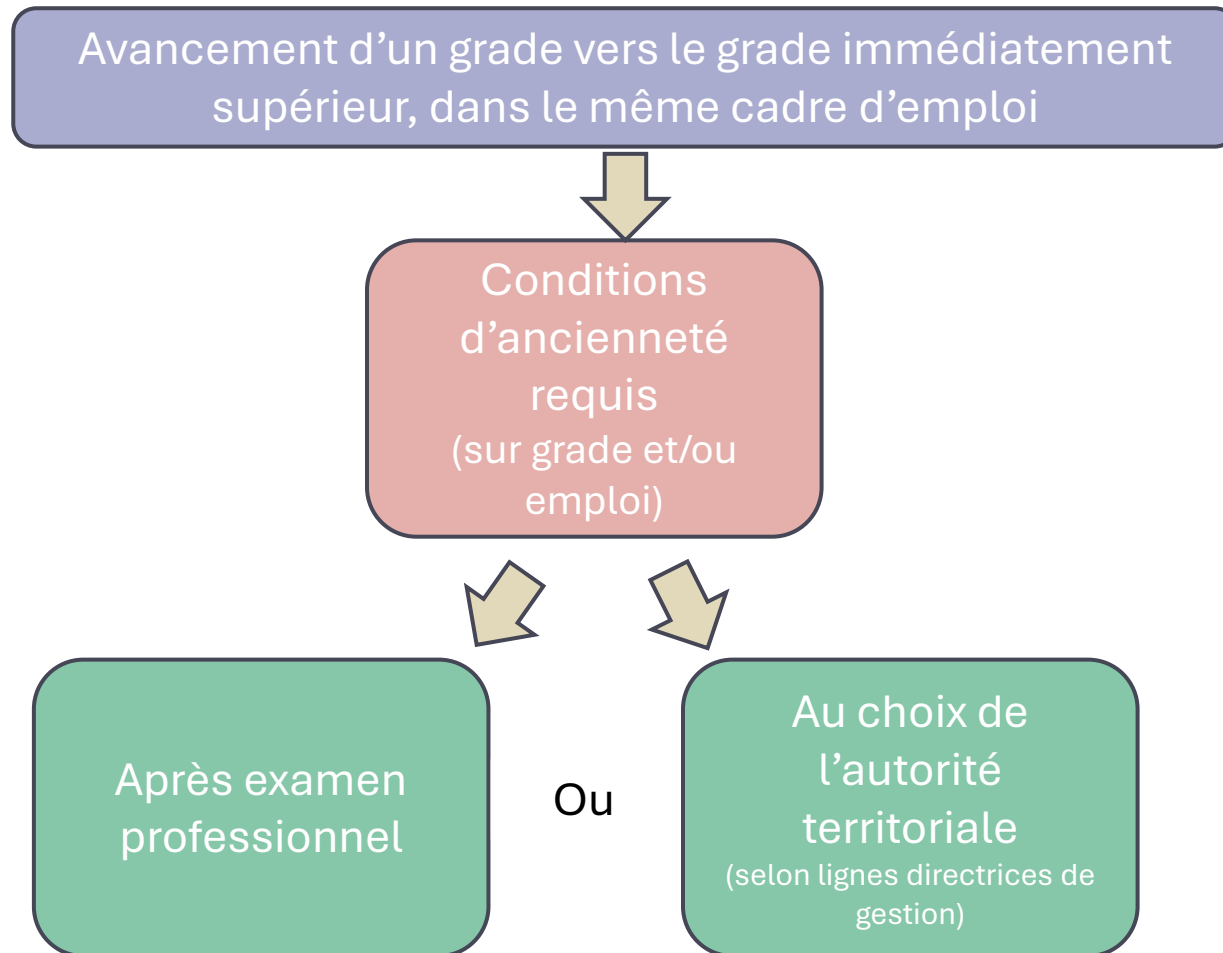 Avancement d’un grade vers le grade immédiatement
supérieur, dans le même cadre d’emploi
Conditions
d’ancienneté
requis
(sur grade et/ou
emploi)
Après examen
professionnel
Ou
Au choix de
l’autorité
territoriale
(selon lignes directrices de
gestion)